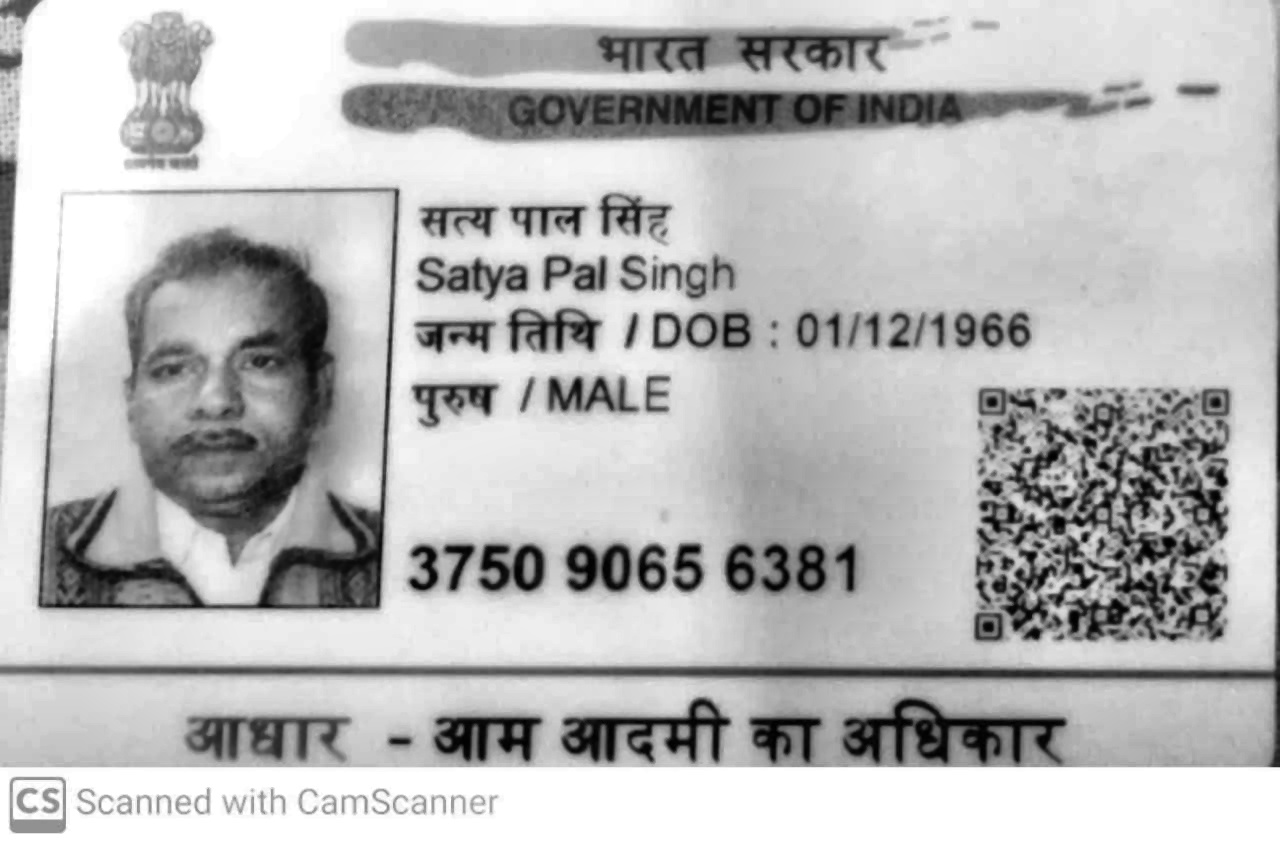 भारत सरकार
GOVERNMENT OF INDIA
सत्य पाल सिंह
Satya Pal Singh
जन्म तिथि / DOB : 01/12/1966
पुरुष / MALE
3750 9065 6381
आधार - आम आदमी का अधिकार
CS Scanned with CamScanner